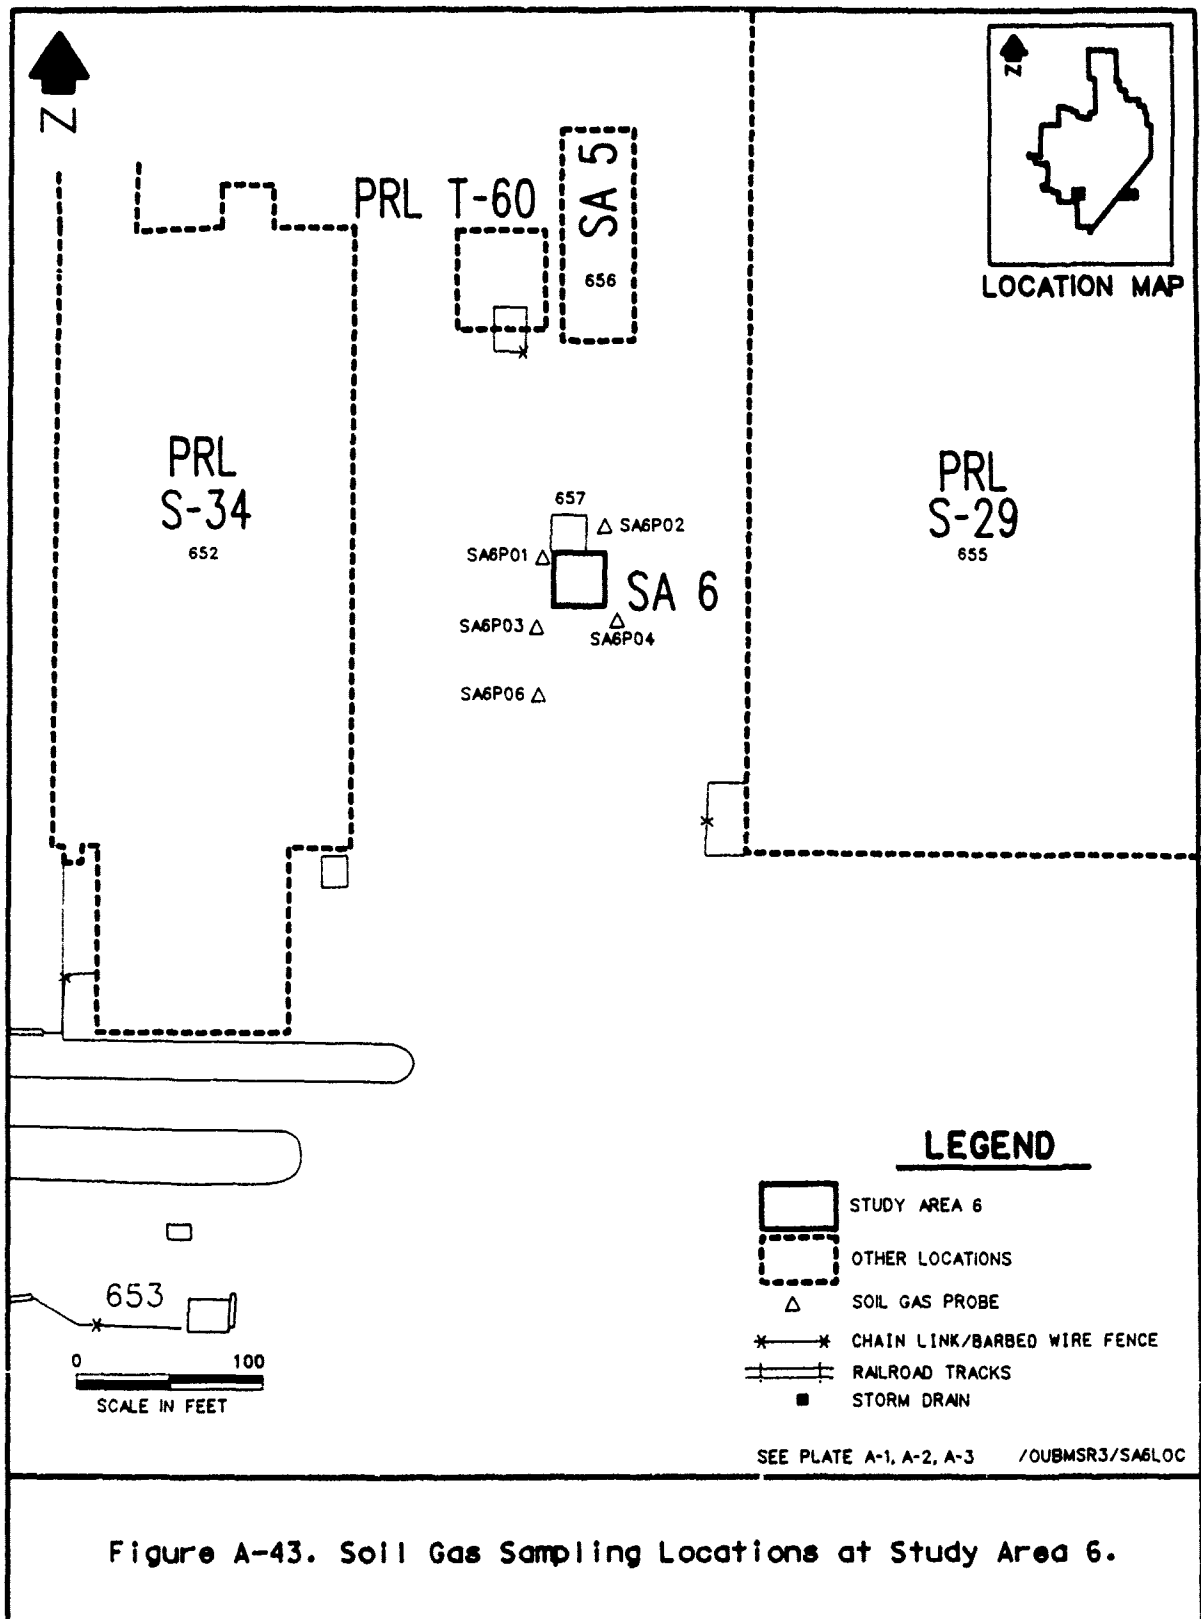 N
N
LOCATION MAP
PRL T-60
SA 5
656
PRL
S-34
652
PRL
S-29
655
657
SA6P02
SA6P01
SA 6
SA6P03
SA6P04
SA6P06
653
0 100
SCALE IN FEET
LEGEND
STUDY AREA 6
OTHER LOCATIONS
SOIL GAS PROBE
CHAIN LINK/BARBED WIRE FENCE
RAILROAD TRACKS
STORM DRAIN
SEE PLATE A-1, A-2, A-3 /OUBMSR3/SA6LOC
Figure A-43. Soil Gas Sampling Locations at Study Area 6.